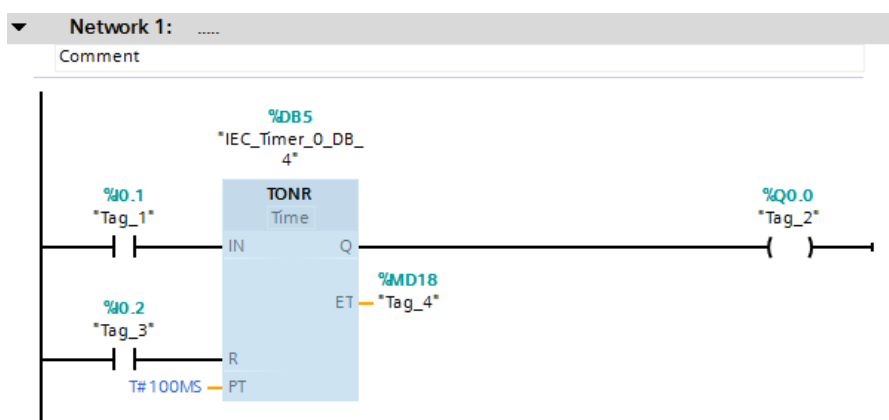 Network 1: .....
Comment
%DB5
"IEC_Timer_0_DB_
4"
%I0.1
"Tag_1"
TONR
Time
%Q0.0
"Tag_2"
IN
Q
%MD18
ET
"Tag_4"
%I0.2
"Tag_3"
R
T#100MS
PT